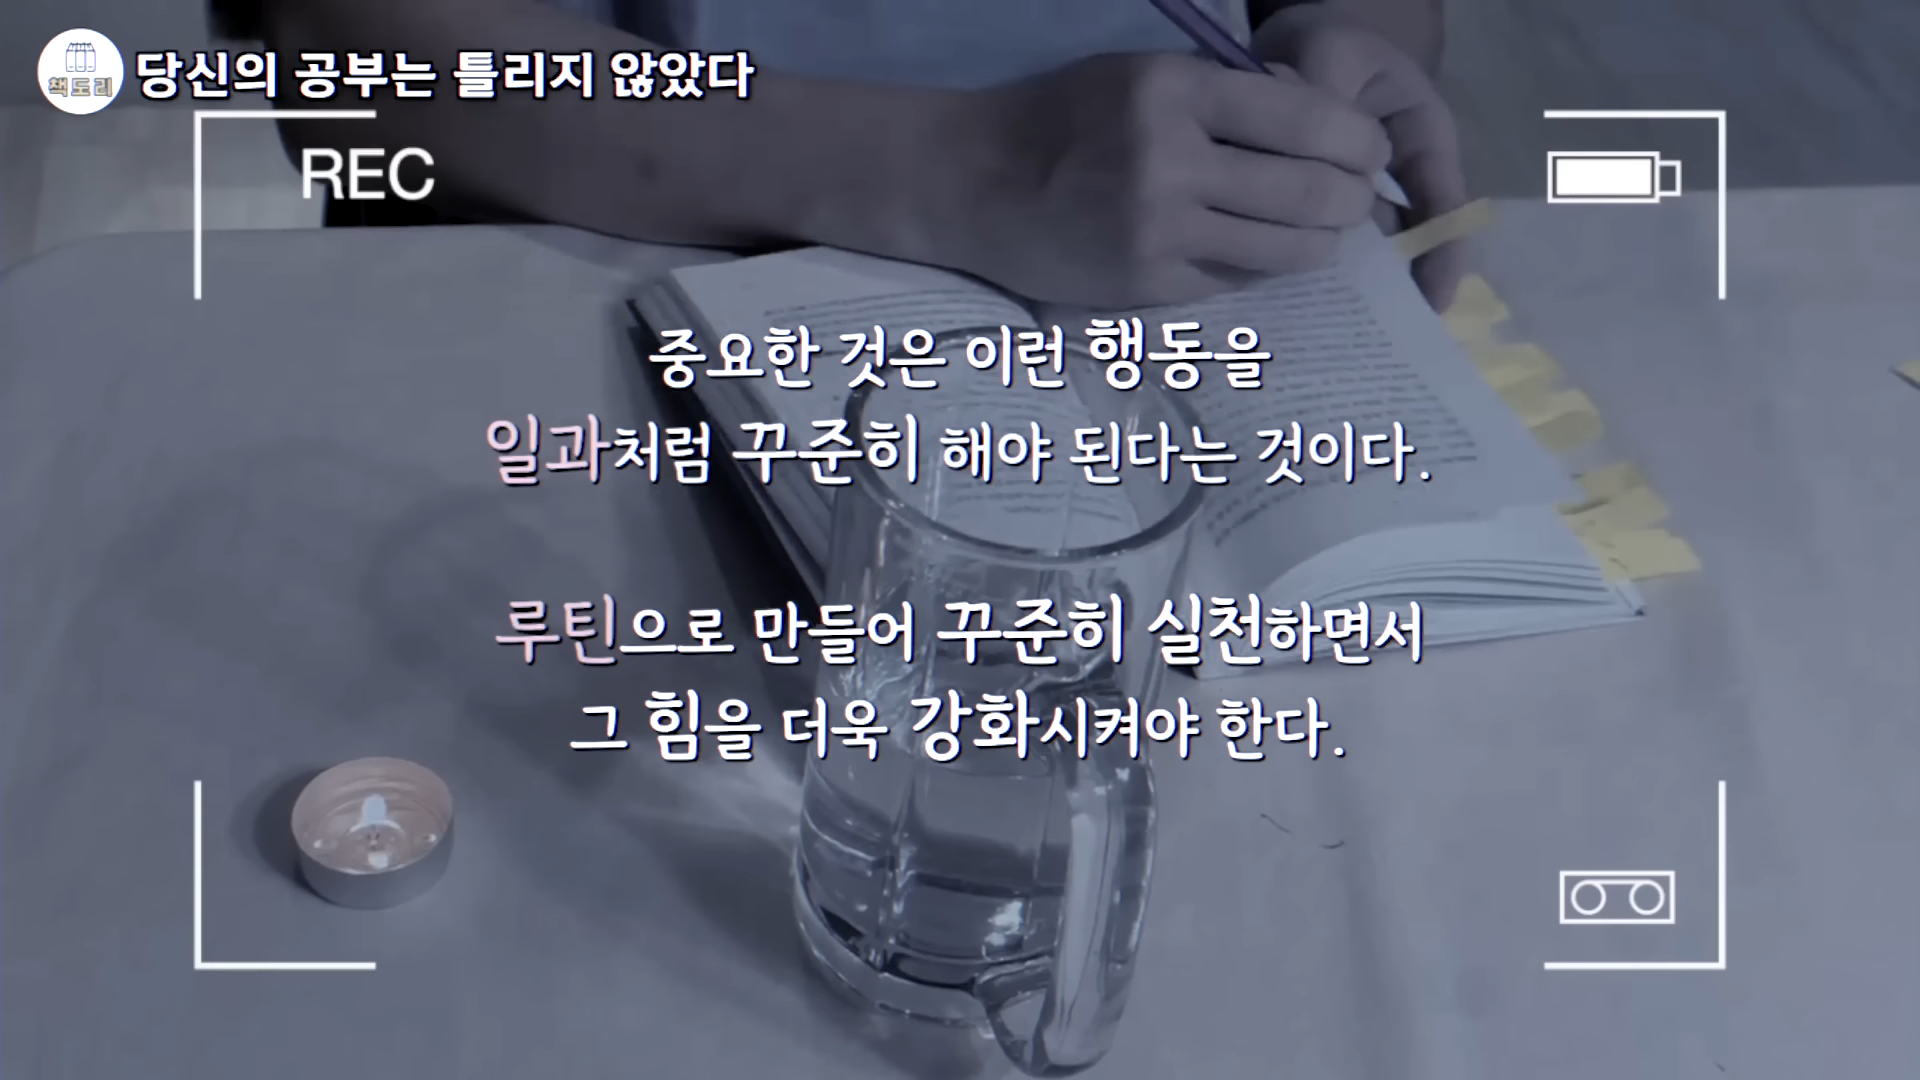 책도리
당신의 공부는 틀리지 않았다
REC
중요한 것은 이런 행동을
일과처럼 꾸준히 해야 된다는 것이다.
루틴으로 만들어 꾸준히 실천하면서
그 힘을 더욱 강화시켜야 한다.